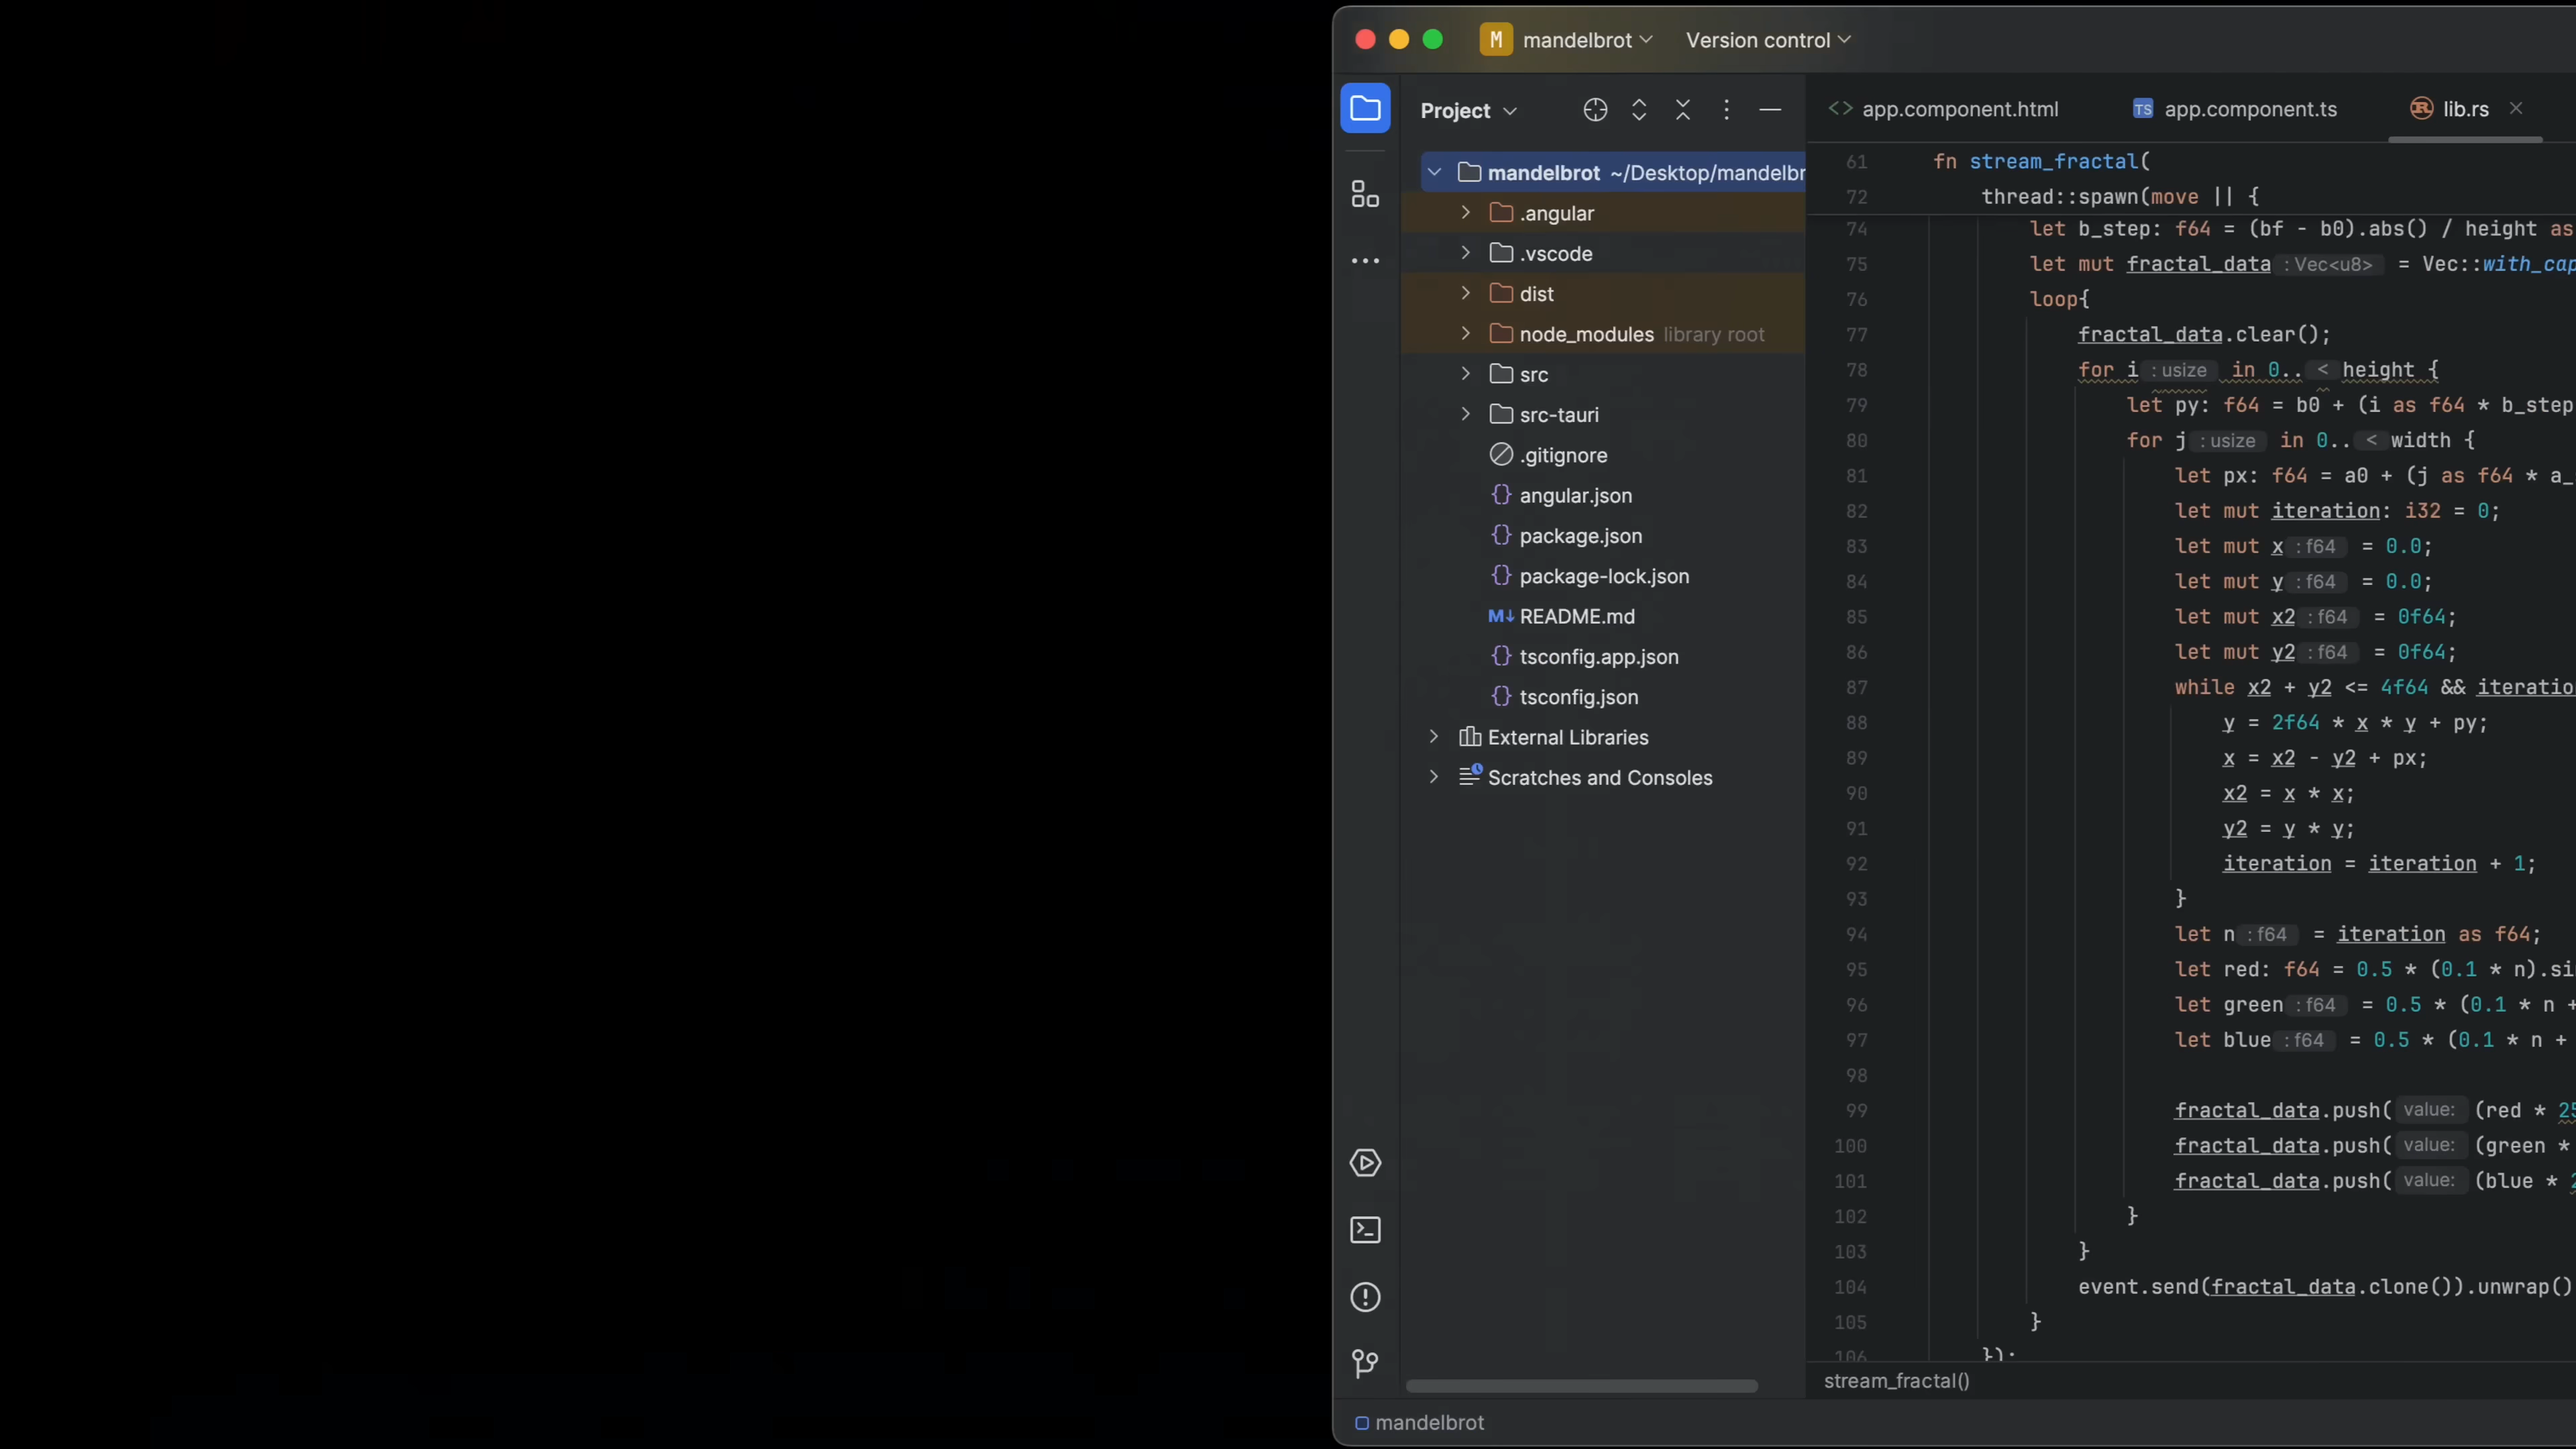 M mandelbrot Version control
Project
app.component.html
TS app.component.ts
lib.rs
mandelbrot ~/Desktop/mandelbr
.angular
.vscode
dist
node_modules library root
src
src-tauri
.gitignore
{} angular.json
{} package.json
{} package-lock.json
M↓ README.md
{} tsconfig.app.json
{} tsconfig.json
External Libraries
Scratches and Consoles
61 fn stream_fractal(
72 thread::spawn(move || {
74 let b_step: f64 = (bf - b0).abs() / height as
75 let mut fractal_data : Vec<u8> = Vec::with_cap
76 loop{
77 fractal_data.clear();
78 for i : usize in 0.. < height {
79 let py: f64 = b0 + (i as f64 * b_step
80 for j : usize in 0.. < width {
81 let px: f64 = a0 + (j as f64 * a_
82 let mut iteration: i32 = 0;
83 let mut x : f64 = 0.0;
84 let mut y : f64 = 0.0;
85 let mut x2 : f64 = 0f64;
86 let mut y2 : f64 = 0f64;
87 while x2 + y2 <= 4f64 && iteratio
88 y = 2f64 * x * y + py;
89 x = x2 - y2 + px;
90 x2 = x * x;
91 y2 = y * y;
92 iteration = iteration + 1;
93 }
94 let n : f64 = iteration as f64;
95 let red: f64 = 0.5 * (0.1 * n).si
96 let green : f64 = 0.5 * (0.1 * n +
97 let blue : f64 = 0.5 * (0.1 * n +
98
99 fractal_data.push( value: (red * 25
100 fractal_data.push( value: (green *
101 fractal_data.push( value: (blue * 2
102 }
103 }
104 event.send(fractal_data.clone()).unwrap()
105 }
106 });
stream_fractal()
mandelbrot